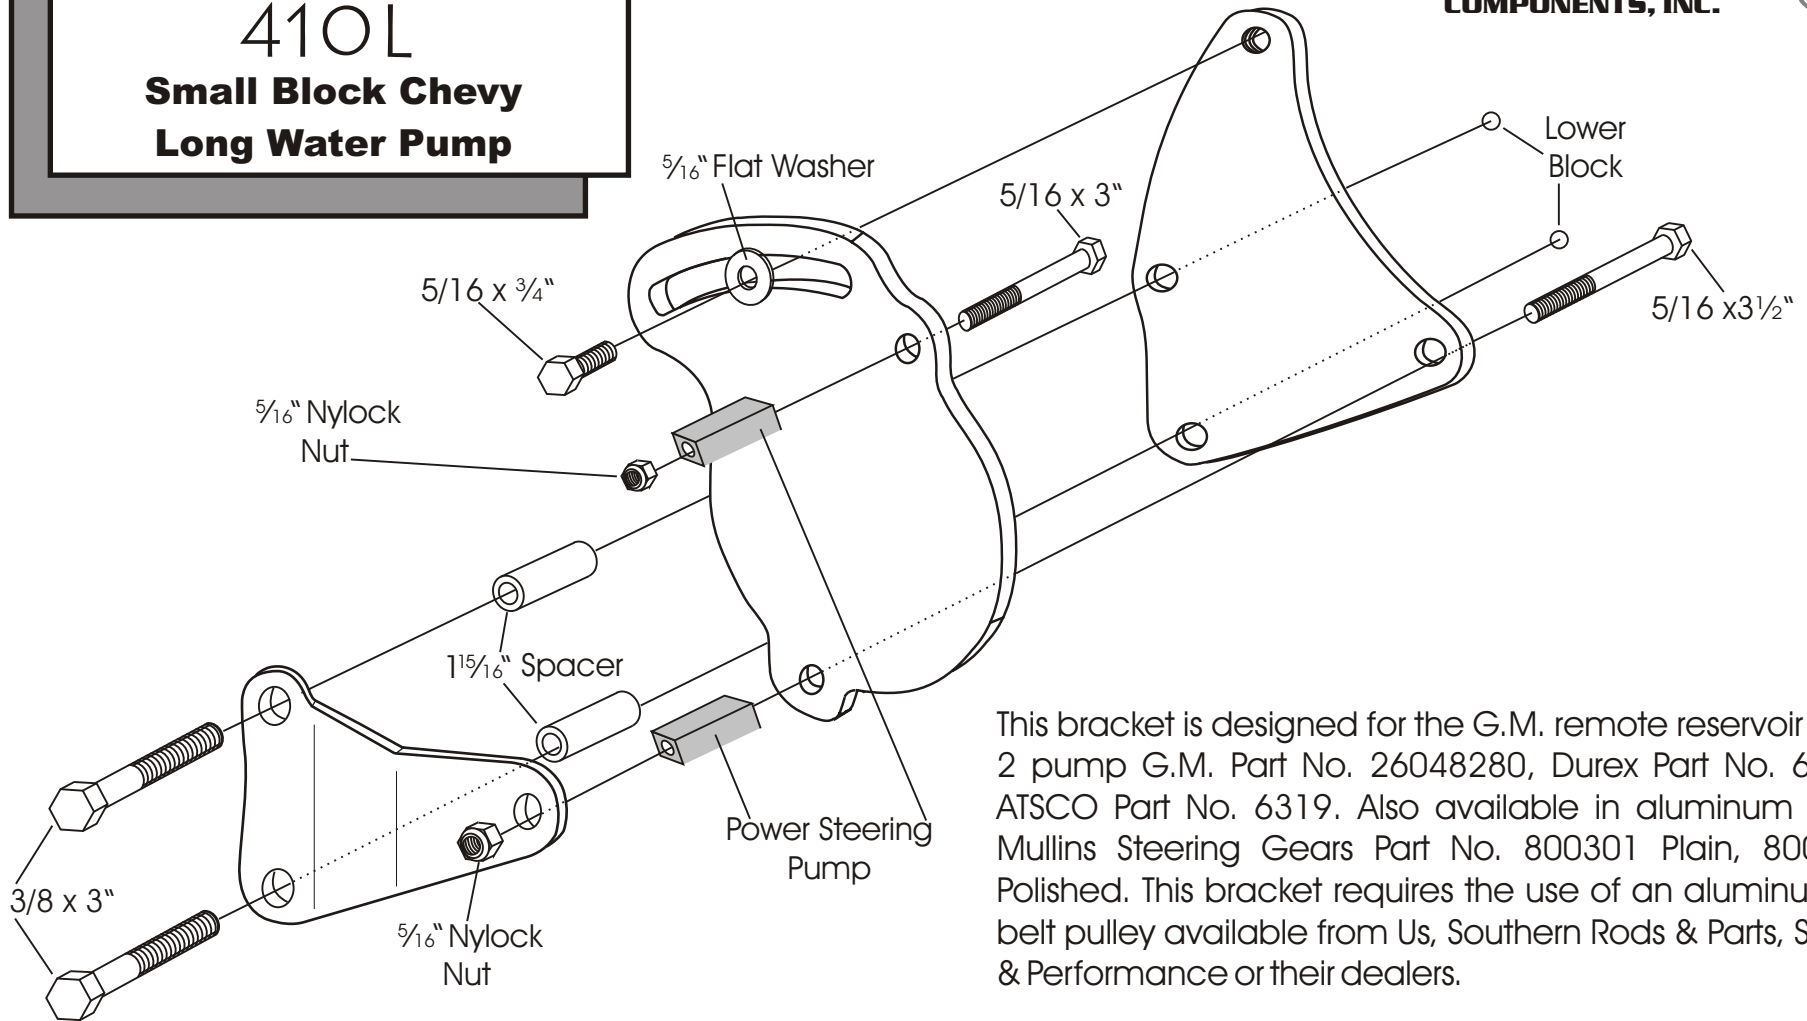 410L
Small Block Chevy
Long Water Pump
COMPONENTS, INC.
5/16" Flat Washer
5/16 x 3"
Lower
Block
5/16 x 3/4"
5/16 x3½"
5/16" Nylock
Nut
1 15/16" Spacer
Power Steering
Pump
3/8 x 3"
5/16" Nylock
Nut
This bracket is designed for the G.M. remote reservoir
2 pump G.M. Part No. 26048280, Durex Part No.
ATSCO Part No. 6319. Also available in aluminum
Mullins Steering Gears Part No. 800301 Plain,
Polished. This bracket requires the use of an
belt pulley available from Us, Southern Rods & Parts,
& Performance or their dealers.